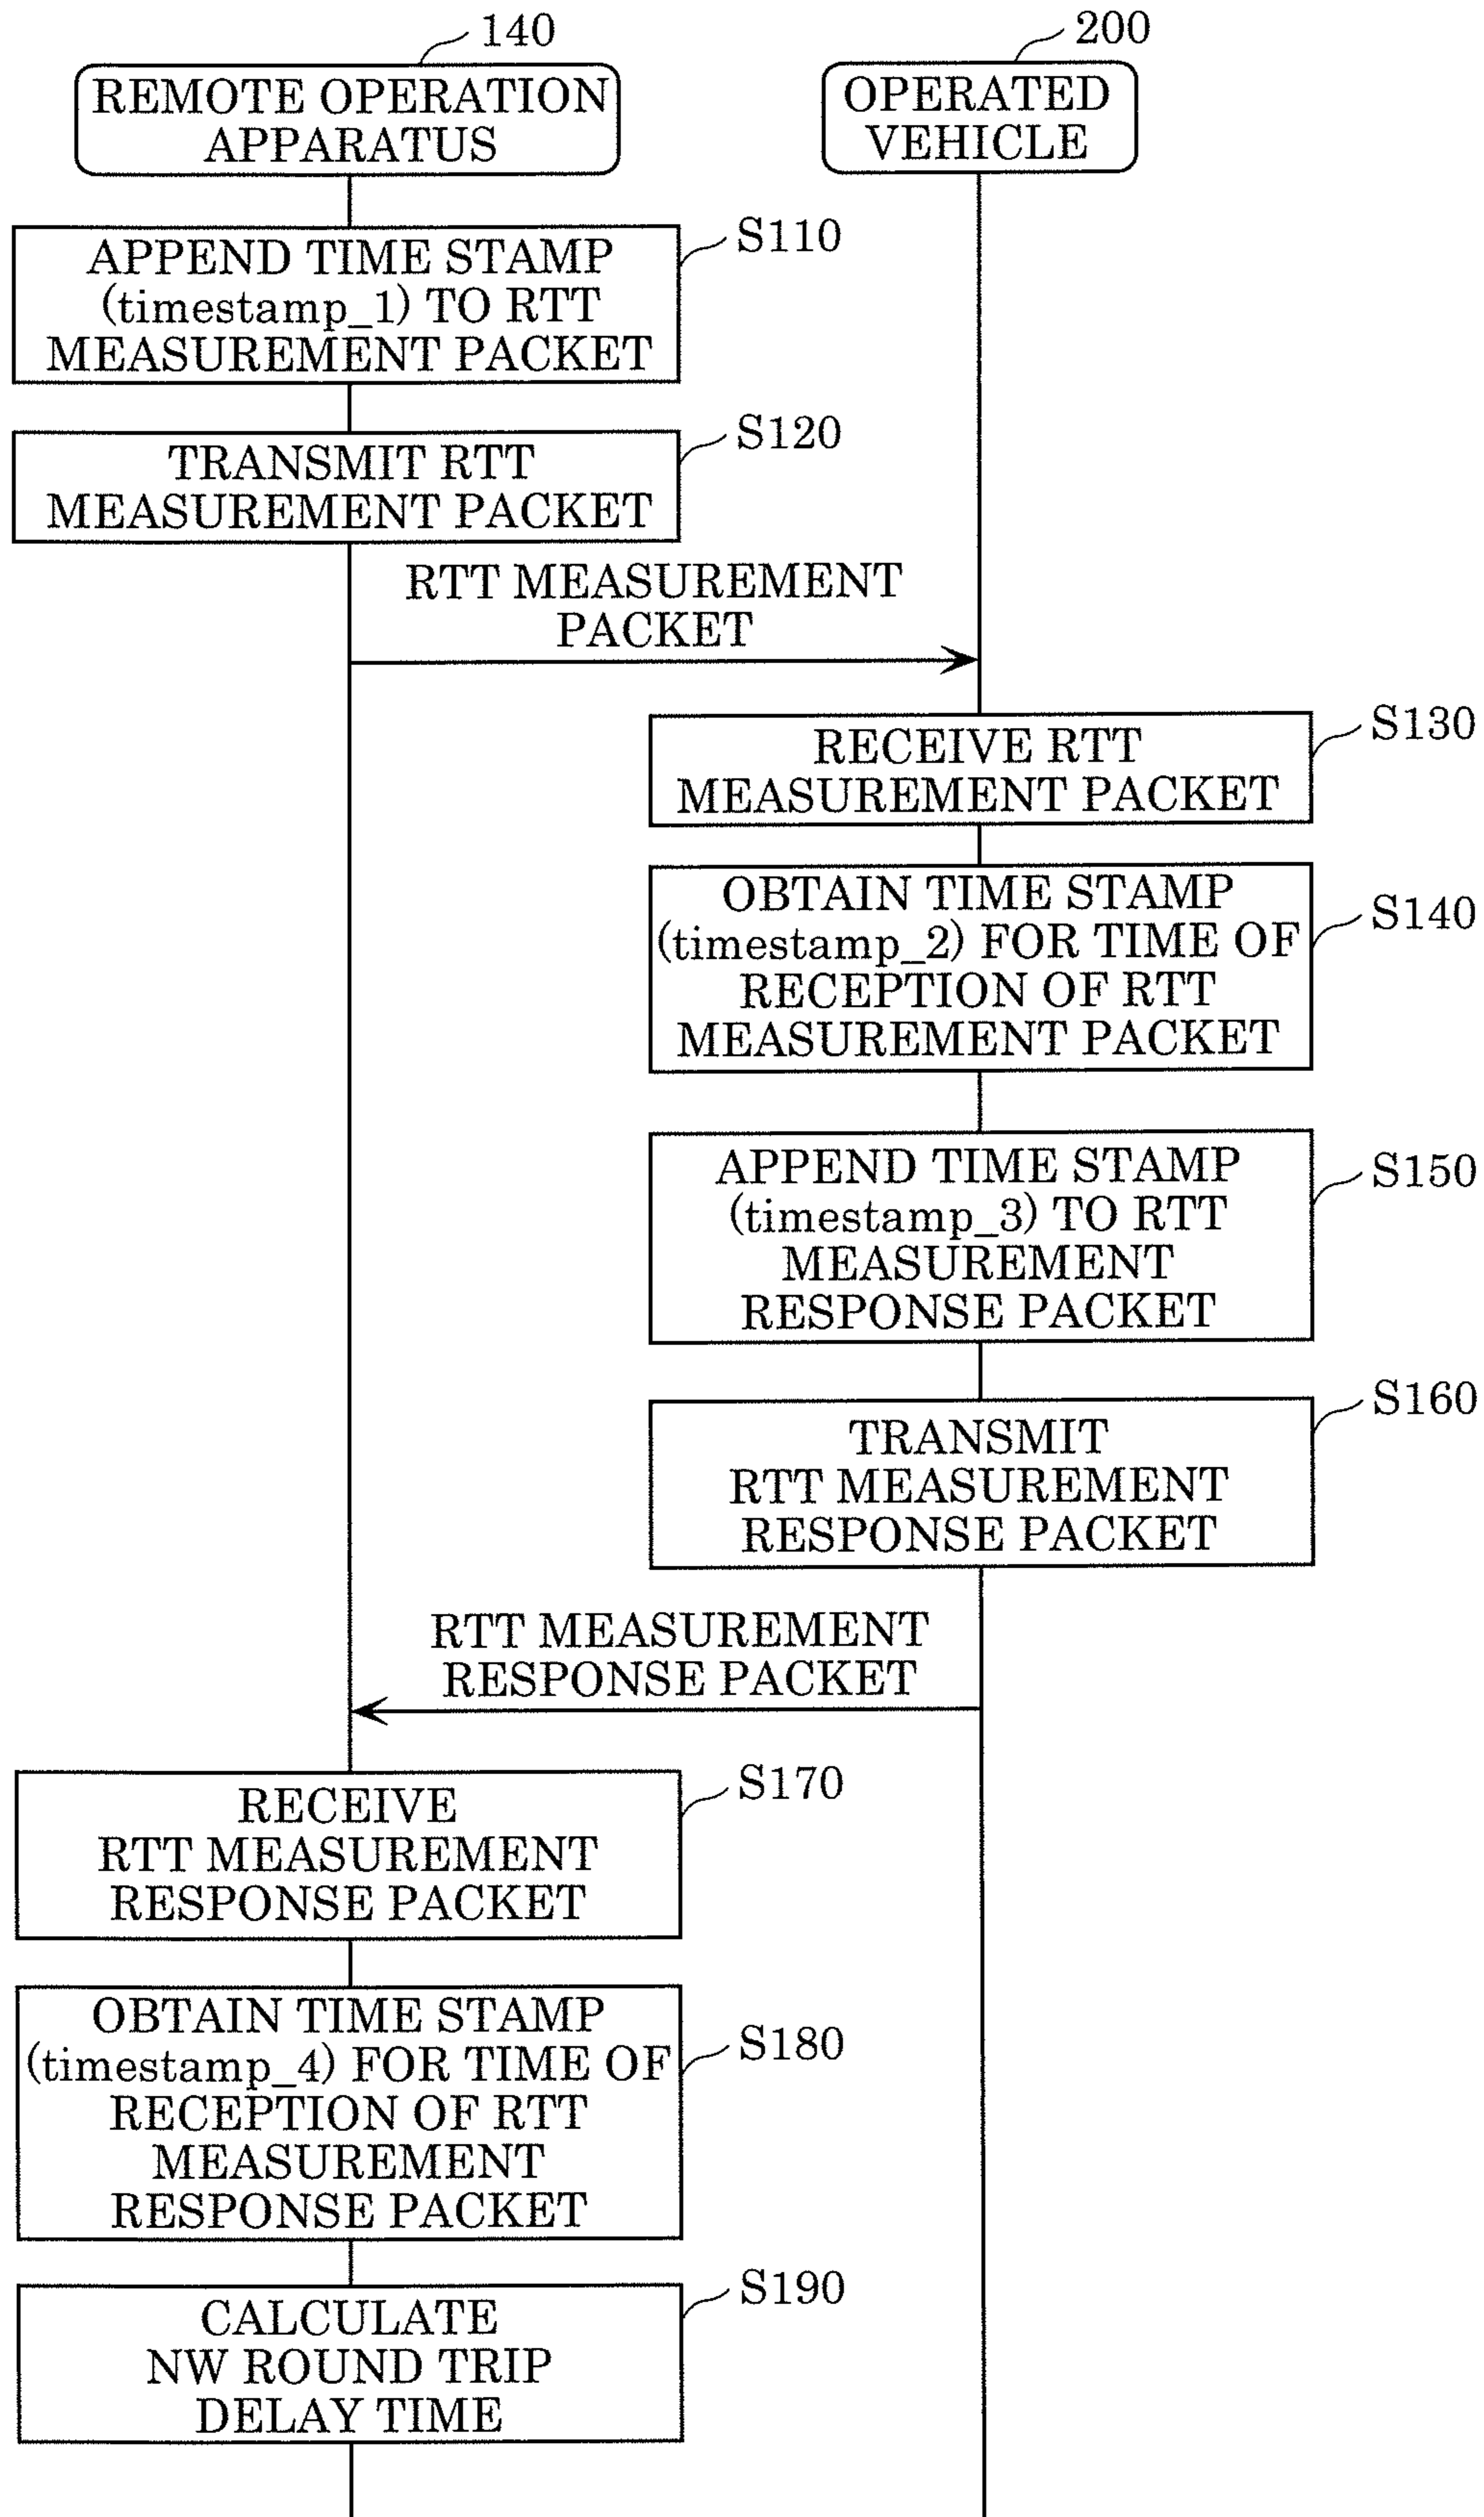 140
REMOTE OPERATION
APPARATUS
200
OPERATED
VEHICLE
S110
APPEND TIME STAMP
(timestamp_1) TO RTT
MEASUREMENT PACKET
S120
TRANSMIT RTT
MEASUREMENT PACKET
RTT MEASUREMENT
PACKET
S130
RECEIVE RTT
MEASUREMENT PACKET
S140
OBTAIN TIME STAMP
(timestamp_2) FOR TIME OF
RECEPTION OF RTT
MEASUREMENT PACKET
S150
APPEND TIME STAMP
(timestamp_3) TO RTT
MEASUREMENT
RESPONSE PACKET
S160
TRANSMIT
RTT MEASUREMENT
RESPONSE PACKET
RTT MEASUREMENT
RESPONSE PACKET
S170
RECEIVE
RTT MEASUREMENT
RESPONSE PACKET
S180
OBTAIN TIME STAMP
(timestamp_4) FOR TIME OF
RECEPTION OF RTT
MEASUREMENT
RESPONSE PACKET
S190
CALCULATE
NW ROUND TRIP
DELAY TIME